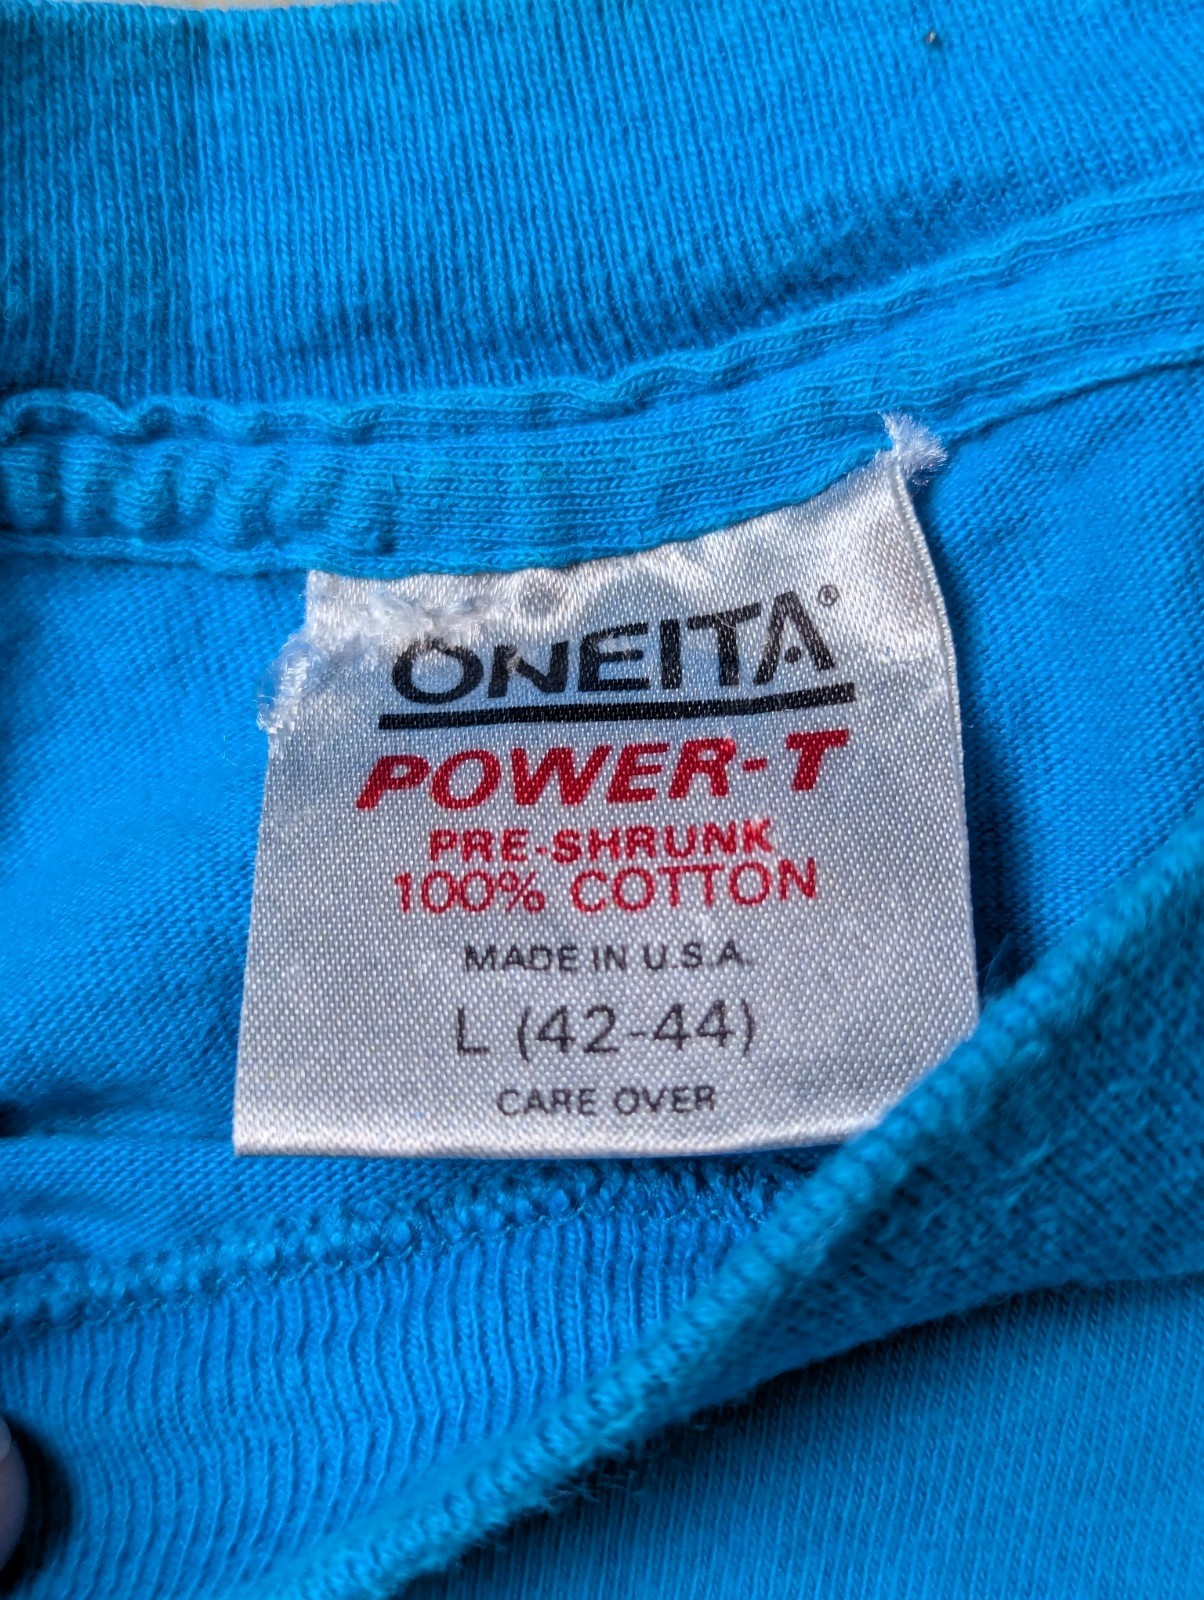 ONEITA®
POWER-T
PRE-SHRUNK
100% COTTON
MADE IN U.S.A.
L (42-44)
CARE OVER